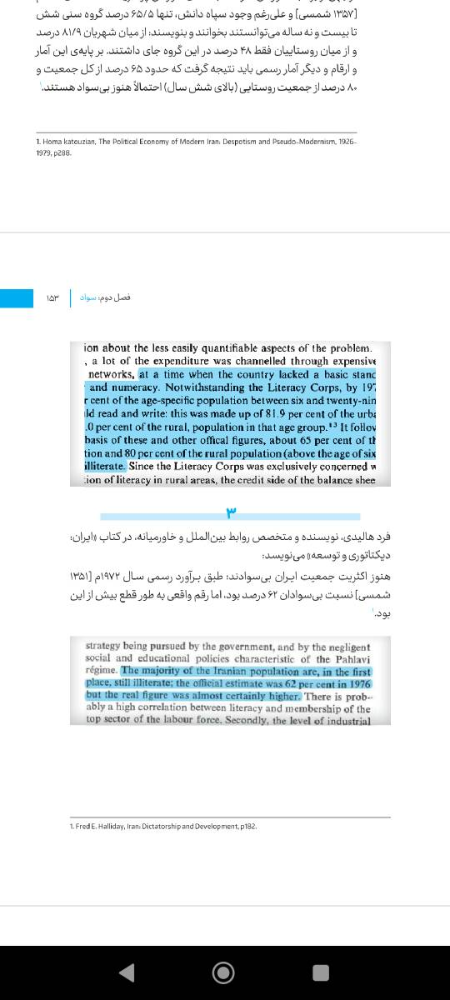 [۱۳۵۷ شمسی] و علی‌رغم وجود سپاه دانش، تنها ۶۵/۵ درصد گروه سنی شش
تا بیست و نه ساله می‌توانستند بخوانند و بنویسند: از میان شهریان ۸۱/۹ درصد
و از میان روستاییان فقط ۴۸ درصد در این گروه جای داشتند. بر پایه‌ی این آمار
و ارقام و دیگر آمار رسمی باید نتیجه گرفت که حدود ۶۵ درصد از کل جمعیت و
۸۰ درصد از جمعیت روستایی (بالای شش سال) احتمالاً هنوز بی‌سواد هستند.¹
1. Homa katouzian, The Political Economy of Modern Iran: Despotism and Pseudo-Modernism, 1926-
1979, p288.
فصل دوم: سواد | ۱۵۳
ion about the less easily quantifiable aspects of the problem.
, a lot of the expenditure was channelled through expensive
networks, at a time when the country lacked a basic stand
and numeracy. Notwithstanding the Literacy Corps, by 197
r cent of the age-specific population between six and twenty-nin
ld read and write: this was made up of 81.9 per cent of the urba
.0 per cent of the rural, population in that age group.¹³ It follov
basis of these and other offical figures, about 65 per cent of th
tion and 80 per cent of the rural population (above the age of six
illiterate. Since the Literacy Corps was exclusively concerned w
ion of literacy in rural areas, the credit side of the balance shee
۳
فرد هالیدی، نویسنده و متخصص روابط بین‌الملل و خاورمیانه، در کتاب «ایران:
دیکتاتوری و توسعه» می‌نویسد:
هنوز اکثریت جمعیت ایران بی‌سوادند؛ طبق برآورد رسمی سال ۱۹۷۲م [۱۳۵۱
شمسی] نسبت بی‌سوادان ۶۲ درصد بود، اما رقم واقعی به طور قطع بیش از این
بود.¹
strategy being pursued by the government, and by the negligent
social and educational policies characteristic of the Pahlavi
régime. The majority of the Iranian population are, in the first
place, still illiterate; the official estimate was 62 per cent in 1976
but the real figure was almost certainly higher. There is prob-
ably a high correlation between literacy and membership of the
top sector of the labour force. Secondly, the level of industrial
1. Fred E. Halliday, Iran: Dictatorship and Development, p182.